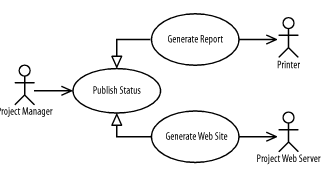 Generate Report
Printer
Publish Status
Project Manager
Generate Web Site
Project Web Server